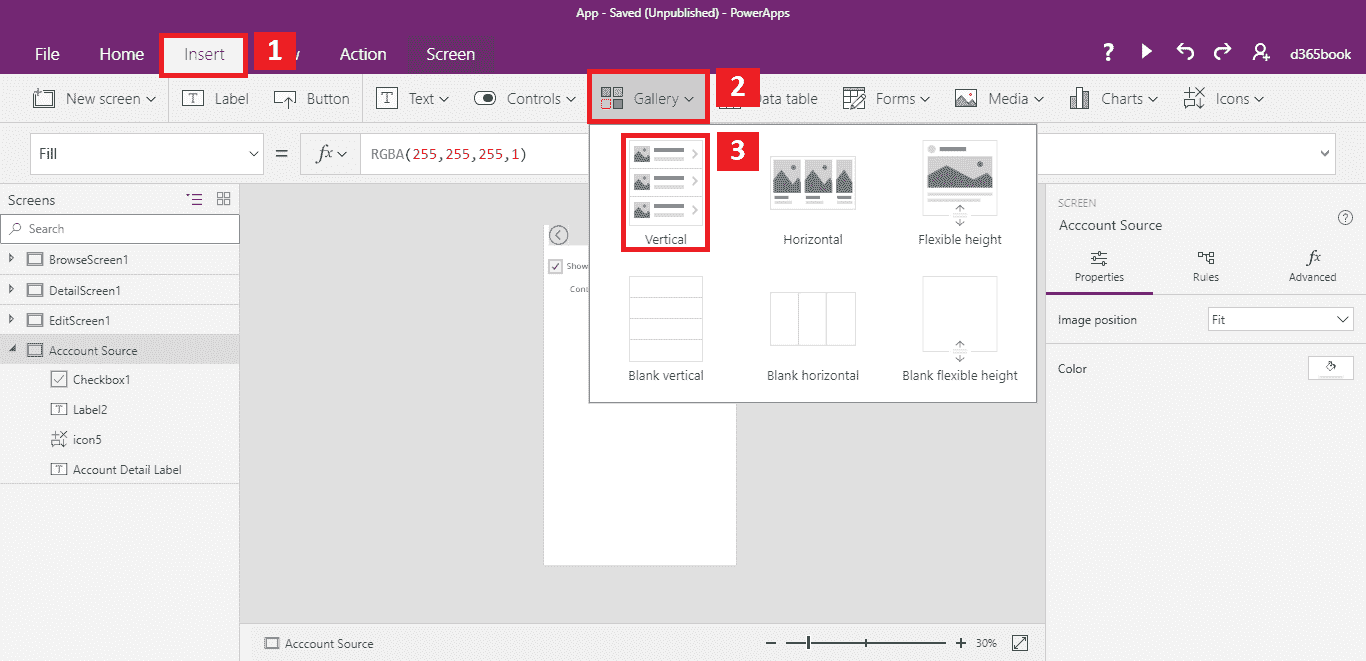 App - Saved (Unpublished) - PowerApps
File Home Insert 1 Action Screen ? d365book
New screen Label Button Text Controls Gallery 2 table Forms Media Charts Icons
Fill = fx RGBA(255,255,255,1)
3
Vertical Horizontal Flexible height
Blank vertical Blank horizontal Blank flexible height
Screens
Search
BrowseScreen1
DetailScreen1
EditScreen1
Acccount Source
Checkbox1
Label2
icon5
Account Detail Label
Show
Cont
SCREEN
Acccount Source ?
fx
Properties Rules Advanced
Image position Fit
Color
Acccount Source 30%